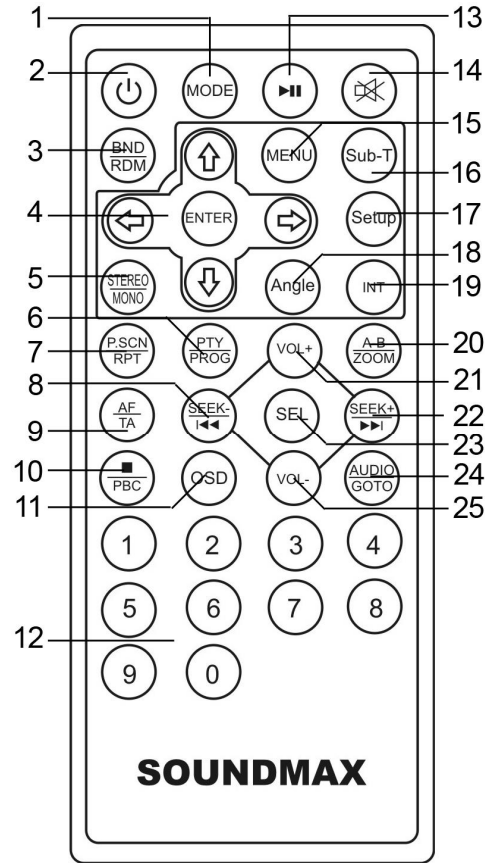 1 13
2 MODE 14
3 BND RDM MENU 15 Sub-T 16
4 ENTER Setup 17
5 STEREO MONO Angle 18 INT 19
6
7 P.SCN RPT PTY PROG VOL+ A-B ZOOM 20
21
8 SEEK- SEL SEEK+ 22
9 AF TA 23
10 PBC OSD VOL- AUDIO GOTO 24
11 25
1 2 3 4
5 6 7 8
12
9 0
SOUNDMAX